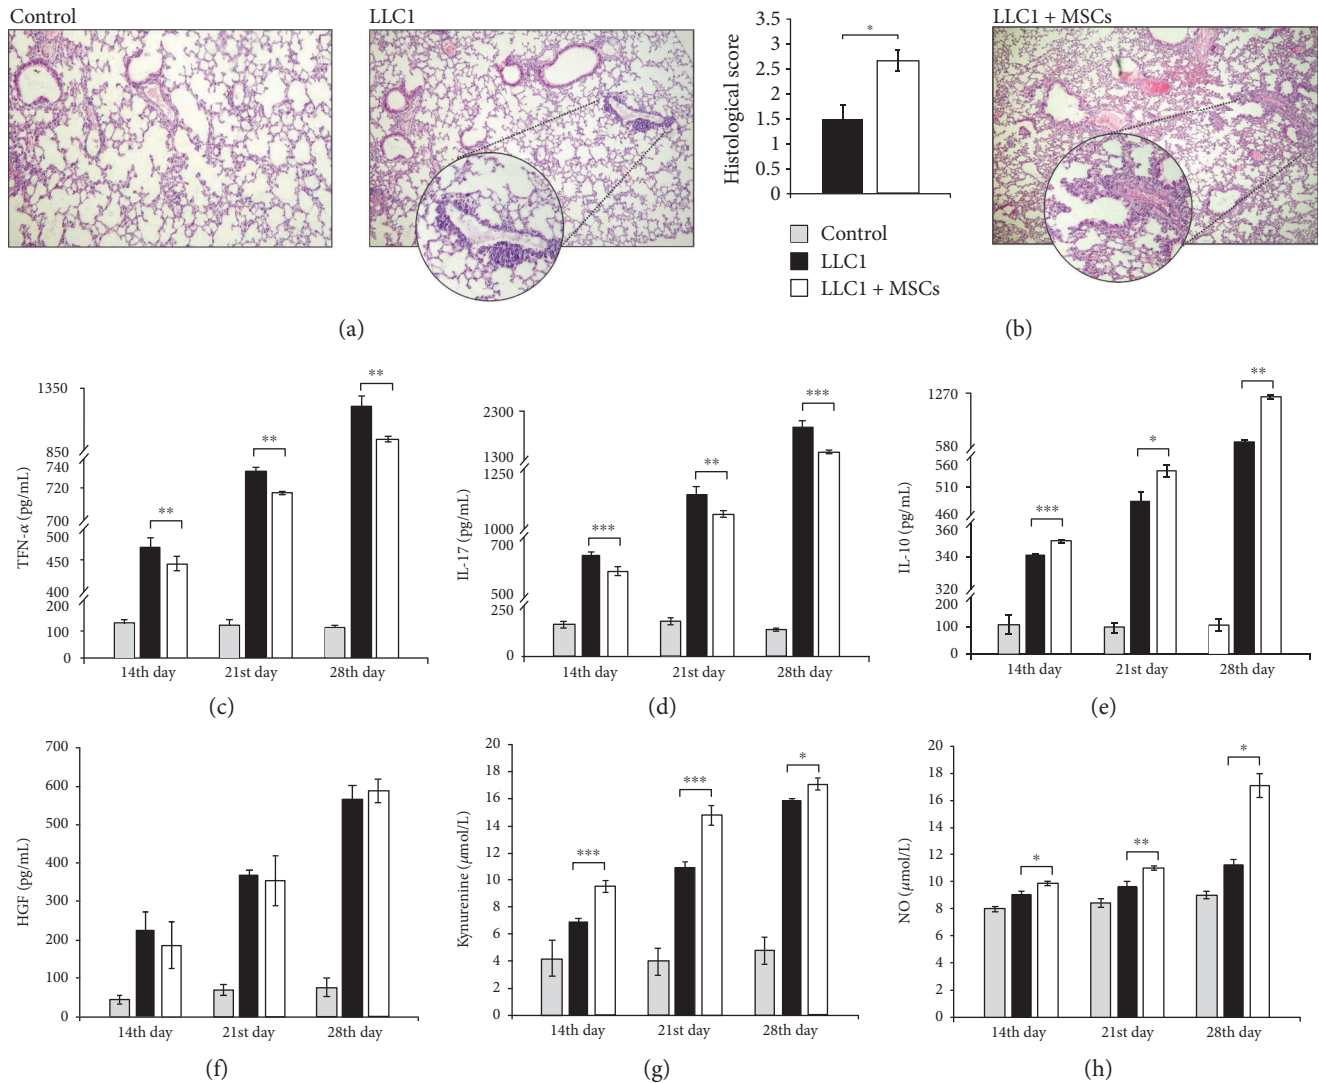 Control
LLC1
LLC1 + MSCs
Histological score
3.5
3
2.5
2
1.5
1
0.5
0
*
Control
LLC1
LLC1 + MSCs
(a)
(b)
TFN-α (pg/mL)
1350
850
740
720
700
500
450
400
200
100
0
**
**
**
14th day
21st day
28th day
(c)
IL-17 (pg/mL)
2300
1300
1250
1000
700
500
250
0
***
**
***
14th day
21st day
28th day
(d)
IL-10 (pg/mL)
1270
580
560
510
460
360
340
320
200
100
0
***
*
**
14th day
21st day
28th day
(e)
HGF (pg/mL)
700
600
500
400
300
200
100
0
14th day
21st day
28th day
(f)
Kynurenine (μmol/L)
20
18
16
14
12
10
8
6
4
2
0
***
***
*
14th day
21st day
28th day
(g)
NO (μmol/L)
20
18
16
14
12
10
8
6
4
2
0
*
**
*
14th day
21st day
28th day
(h)